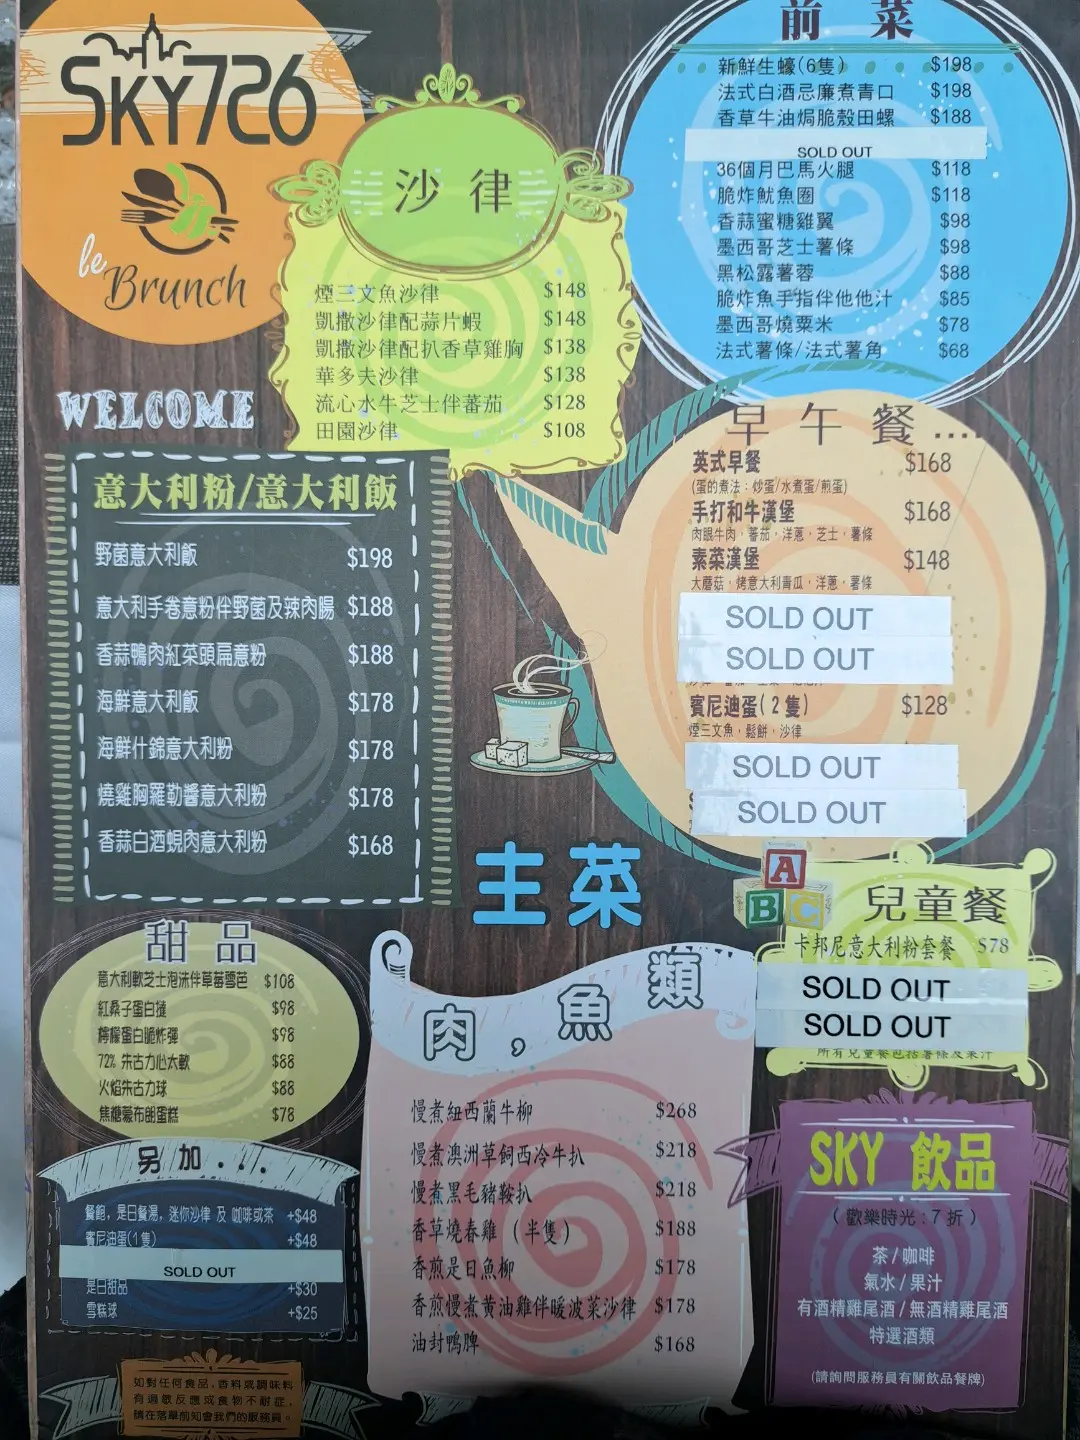 SKY726
le Brunch
WELCOME
沙律
煙三文魚沙律 $148
凱撒沙律配蒜片蝦 $148
凱撒沙律配扒香草雞胸 $138
華多夫沙律 $138
流心水牛芝士伴蕃茄 $128
田園沙律 $108
前菜
新鮮生蠔(6隻) $198
法式白酒忌廉煮青口 $198
香草牛油焗脆殼田螺 $188
SOLD OUT
36個月巴馬火腿 $118
脆炸魷魚圈 $118
香蒜蜜糖雞翼 $98
墨西哥芝士薯條 $98
黑松露薯蓉 $88
脆炸魚手指伴他他汁 $85
墨西哥燒粟米 $78
法式薯條/法式薯角 $68
意大利粉/意大利飯
野菌意大利飯 $198
意大利手卷意粉伴野菌及辣肉腸 $188
香蒜鴨肉紅菜頭扁意粉 $188
海鮮意大利飯 $178
海鮮什錦意大利粉 $178
燒雞胸羅勒醬意大利粉 $178
香蒜白酒蜆肉意大利粉 $168
早午餐....
英式早餐 $168
(蛋的煮法：炒蛋/水煮蛋/煎蛋)
手打和牛漢堡 $168
肉眼牛肉，蕃茄，洋蔥，芝士，薯條
素菜漢堡 $148
大蘑菇，烤意大利青瓜，洋蔥，薯條
SOLD OUT
SOLD OUT
賓尼迪蛋(2隻) $128
煙三文魚，鬆餅，沙律
SOLD OUT
SOLD OUT
主菜
肉，魚類
慢煮紐西蘭牛柳 $268
慢煮澳洲草飼西冷牛扒 $218
慢煮黑毛豬鞍扒 $218
香草燒春雞（半隻） $188
香煎是日魚柳 $178
香煎慢煮黃油雞伴暖波菜沙律 $178
油封鴨脾 $168
A
B
C
兒童餐
卡邦尼意大利粉套餐 $78
SOLD OUT
SOLD OUT
所有兒童餐包括薯條及果汁
甜品
意大利軟芝士泡沫伴草莓雪芭 $108
紅桑子蛋白撻 $98
檸檬蛋白脆炸彈 $98
72% 朱古力心太軟 $88
火焰朱古力球 $88
焦糖蒙布朗蛋糕 $78
另加...
餐飽，是日餐湯，迷你沙律 及 咖啡或茶 +$48
賓尼迪蛋(1隻) +$48
SOLD OUT
是日甜品 +$30
雪糕球 +$25
SKY 飲品
（歡樂時光：7折）
茶/咖啡
氣水/果汁
有酒精雞尾酒/無酒精雞尾酒
特選酒類
(請詢問服務員有關飲品餐牌)
如對任何食品，香料或調味料
有過敏反應或食物不耐症，
請在落單前知會我們的服務員。